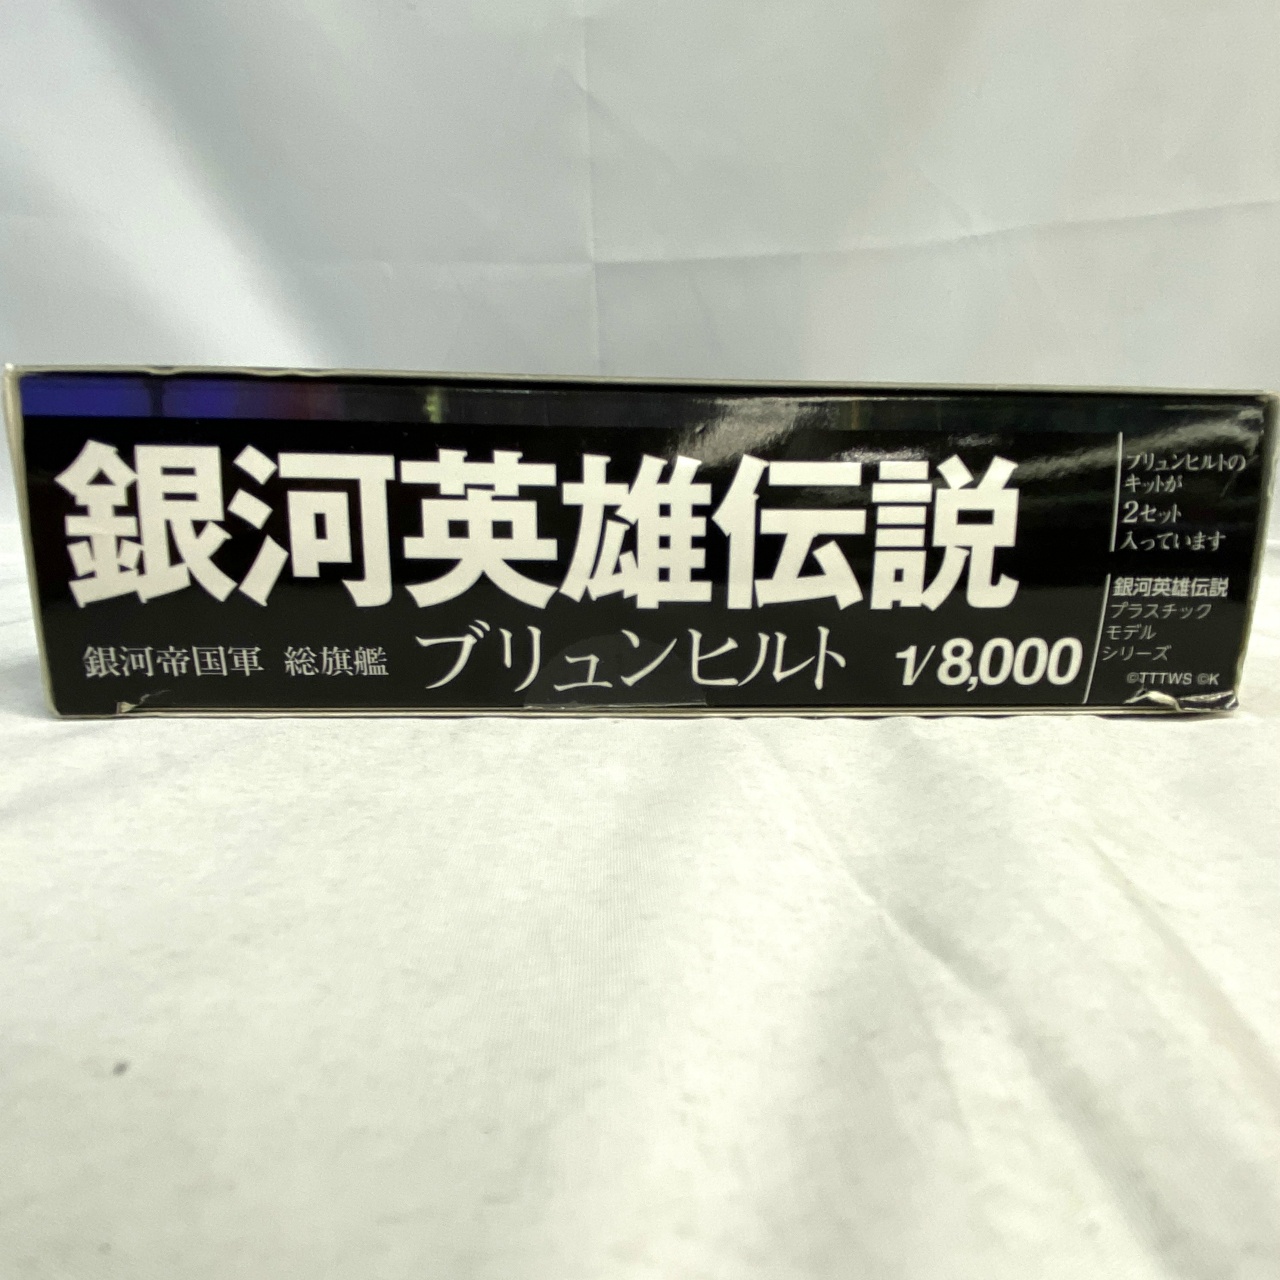 銀河英雄伝説
銀河帝国軍 総旗艦 ブリュンヒルト 1/8,000
ブリュンヒルトの
キットが
2セット
入っています
銀河英雄伝説
プラスチック
モデル
シリーズ
©TTTWS ©K